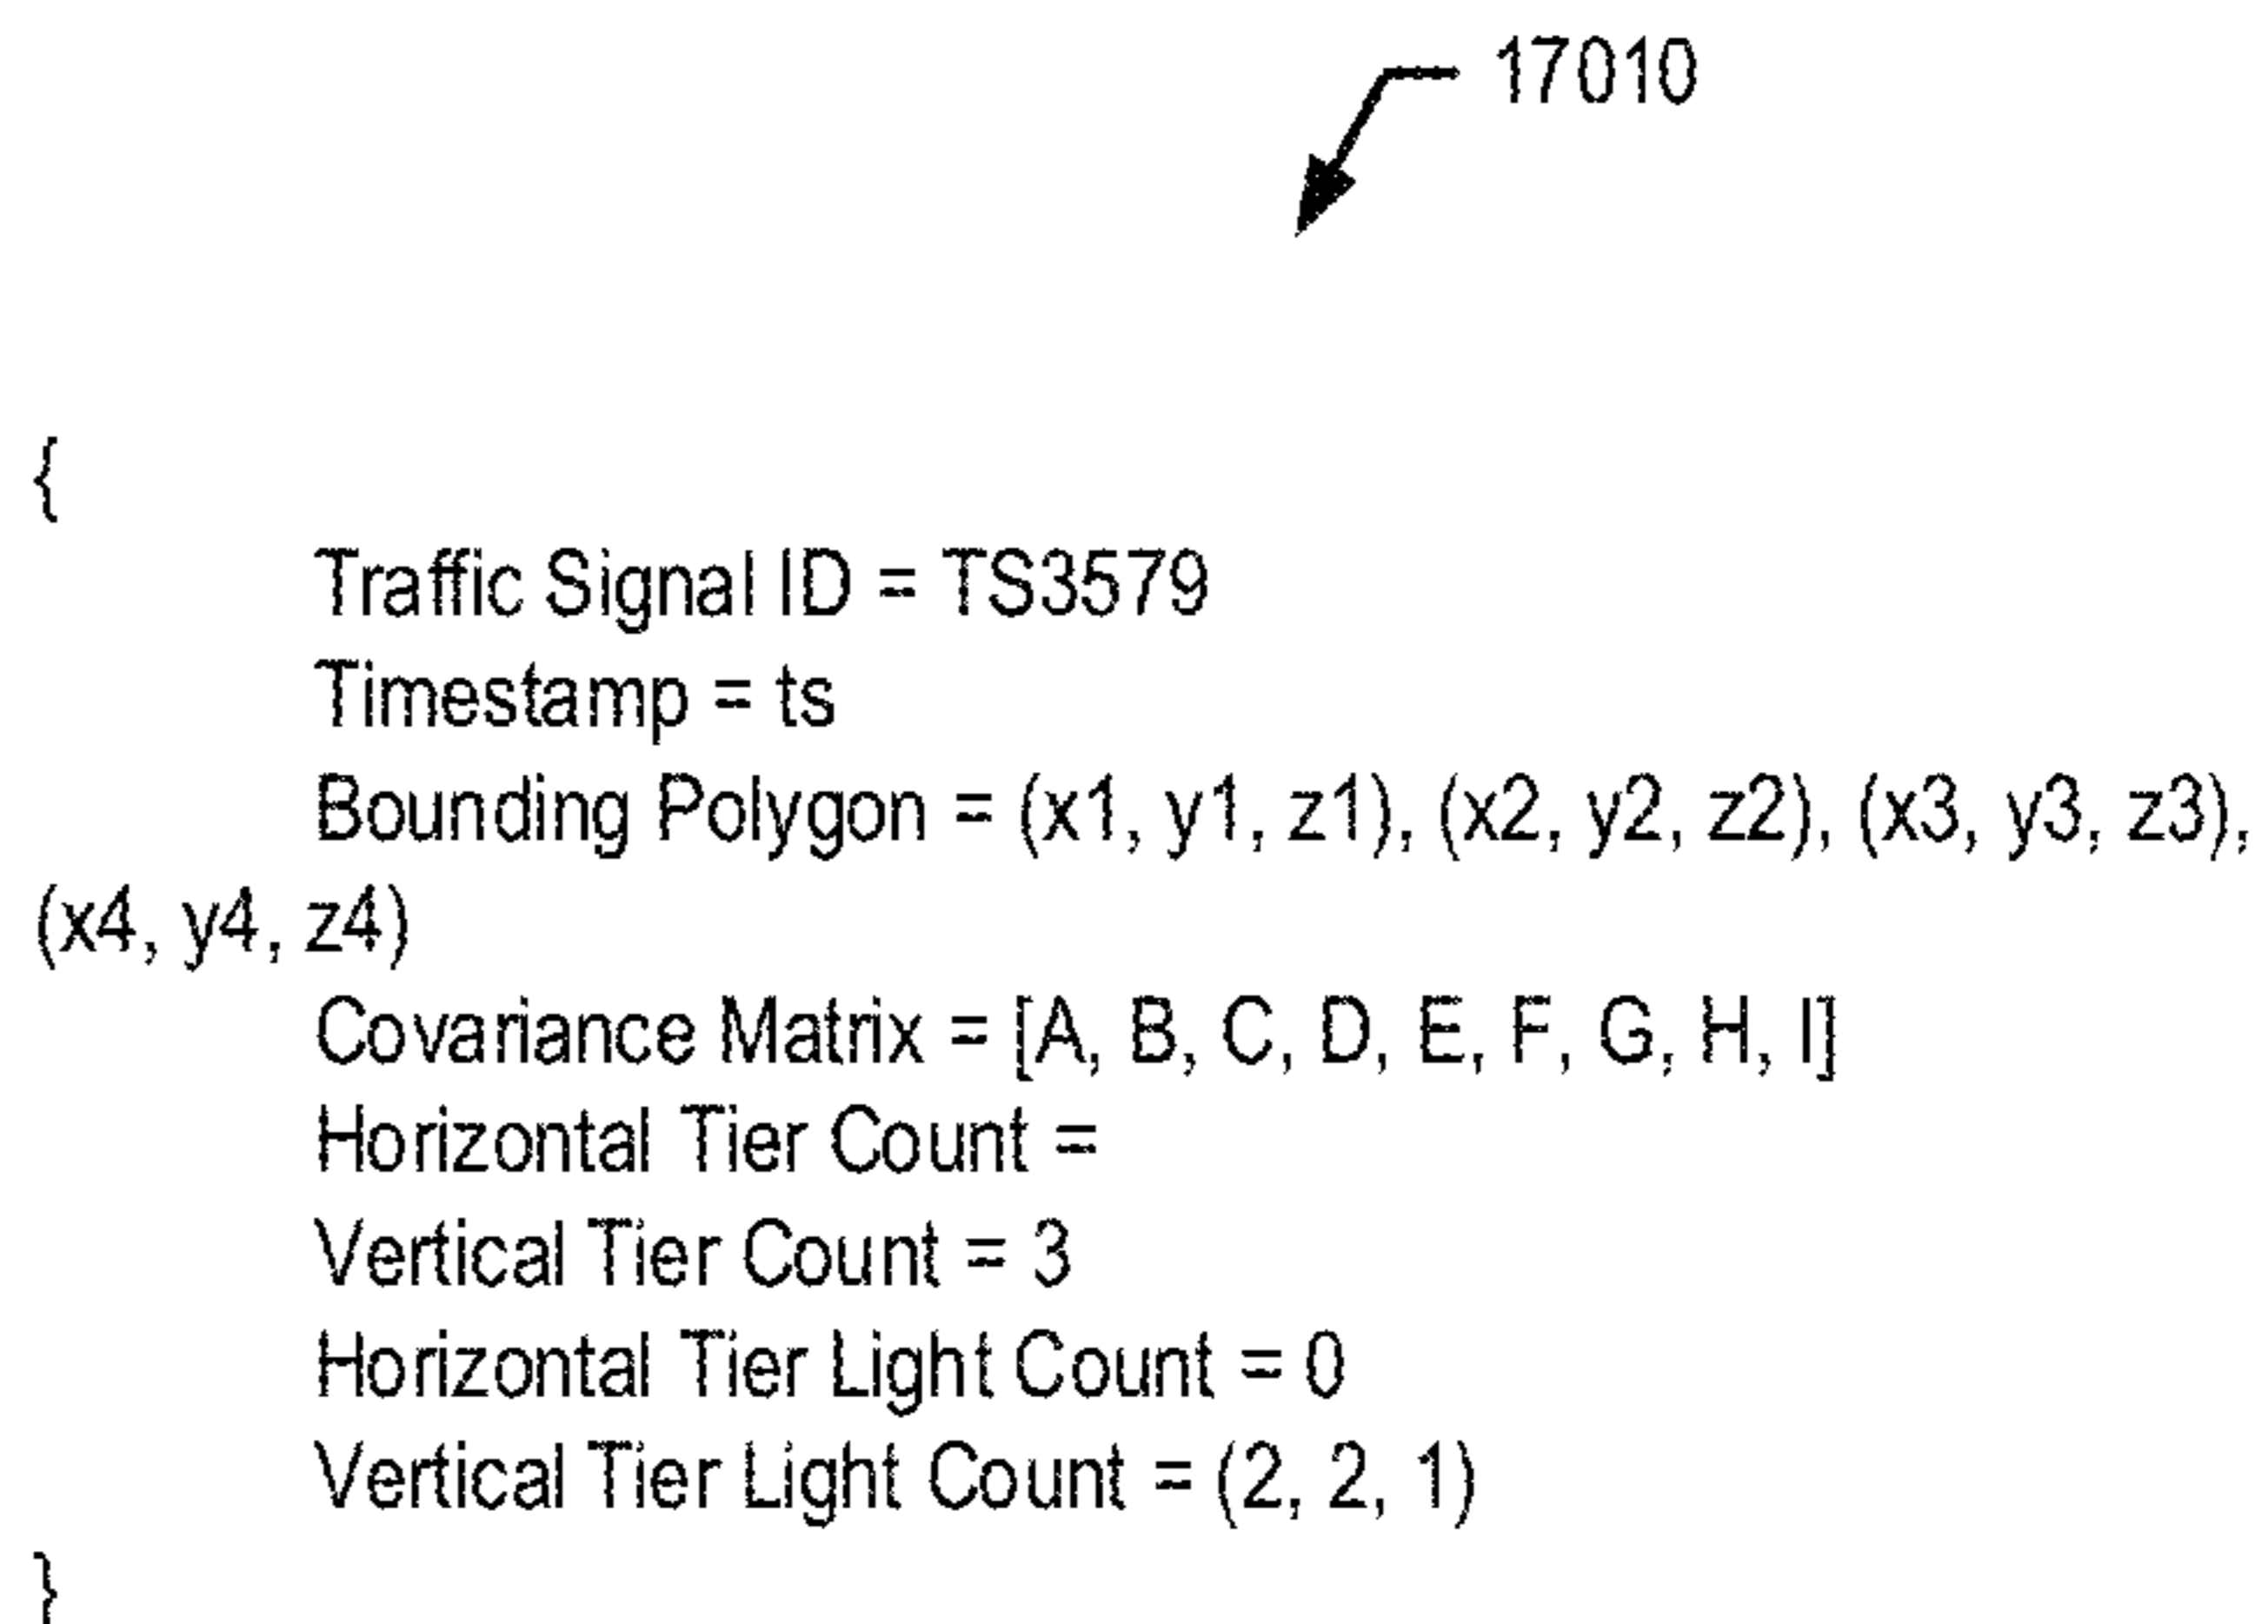 17010
{
Traffic Signal ID = TS3579
Timestamp = ts
Bounding Polygon = (x1, y1, z1), (x2, y2, z2), (x3, y3, z3),
(x4, y4, z4)
Covariance Matrix = [A, B, C, D, E, F, G, H, I]
Horizontal Tier Count =
Vertical Tier Count = 3
Horizontal Tier Light Count = 0
Vertical Tier Light Count = (2, 2, 1)
}